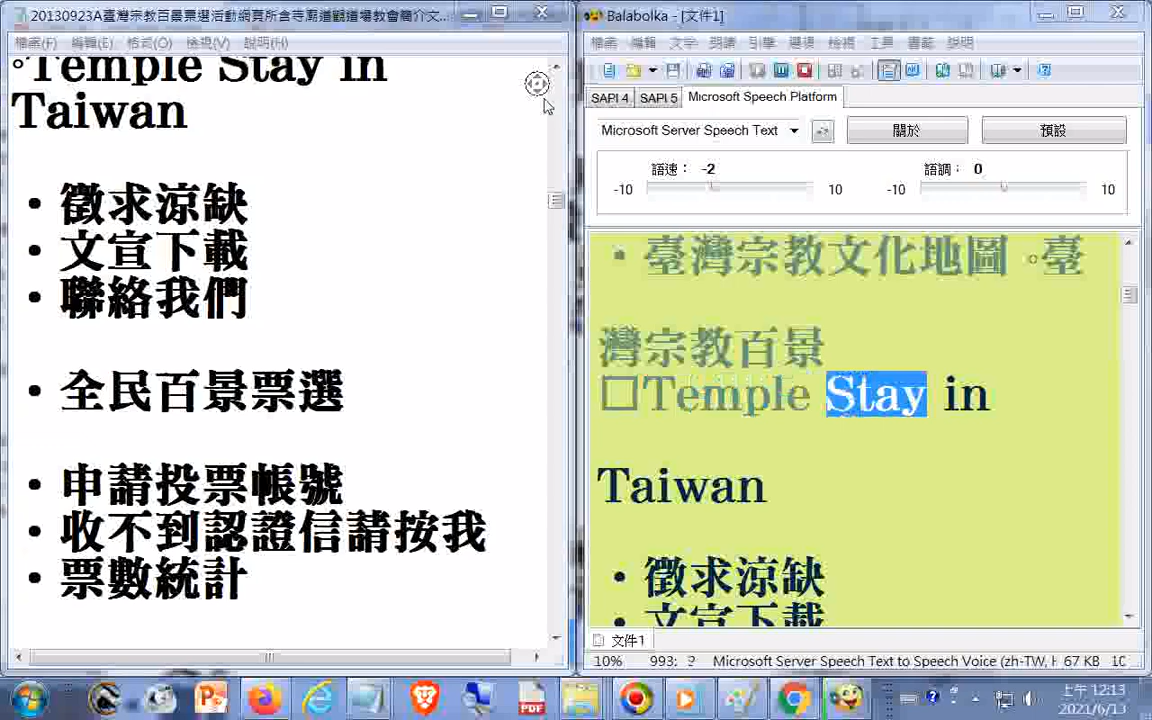 20130923A臺灣宗教百景票選活動網頁所含寺廟道觀道場教會簡介文...
檔案(F) 編輯(E) 格式(O) 檢視(V) 說明(H)
。Temple Stay in
Taiwan
• 徵求涼缺
• 文宣下載
• 聯絡我們
• 全民百景票選
• 申請投票帳號
• 收不到認證信請按我
• 票數統計
Balabolka - [文件1]
檔案 編輯 文字 朗讀 引擎 選項 檢視 工具 書籤 說明
SAPI 4 SAPI 5 Microsoft Speech Platform
Microsoft Server Speech Text 關於 預設
語速： -2 語調： 0
-10 10 -10 10
• 臺灣宗教文化地圖 。臺
灣宗教百景
□Temple Stay in
Taiwan
• 徵求涼缺
• 文宣下載
文件1
10% 993: ? Microsoft Server Speech Text to Speech Voice (zh-TW, H 67 KB 10
上午 12:13
2021/6/13